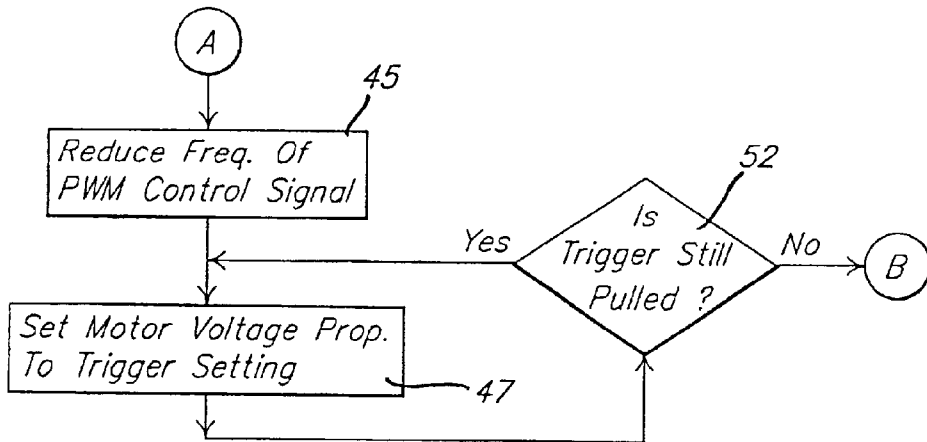 A
45
Reduce Freq. Of
PWM Control Signal
52
Is
Trigger Still
Pulled ?
Yes
No
B
Set Motor Voltage Prop.
To Trigger Setting
47